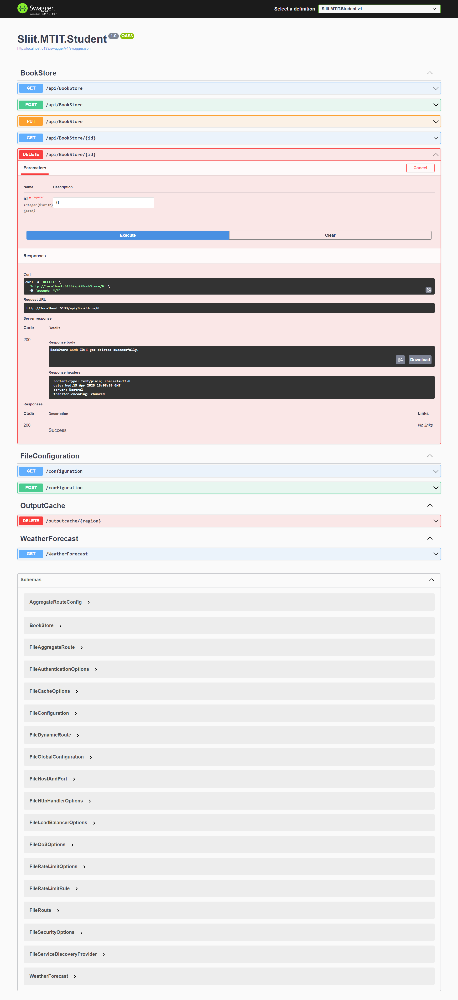 Swagger.
Supported by SMARTBEAR
Select a definition
Sliit.MTIT.Student v1
Sliit.MTIT.Student 1.0 OAS3
http://localhost:5133/swagger/v1/swagger.json
BookStore
GET /api/BookStore
POST /api/BookStore
PUT /api/BookStore
GET /api/BookStore/{id}
DELETE /api/BookStore/{id}
Parameters
Cancel
Name Description
id * required
integer($int32)
(path)
6
Execute
Clear
Responses
Curl
curl -X 'DELETE' \
'http://localhost:5133/api/BookStore/6' \
-H 'accept: */*'
Request URL
http://localhost:5133/api/BookStore/6
Server response
Code Details
200
Response body
BookStore with ID:6 got deleted successfully.
Download
Response headers
content-type: text/plain; charset=utf-8
date: Wed,19 Apr 2023 13:08:39 GMT
server: Kestrel
transfer-encoding: chunked
Responses
Code Description Links
200 No links
Success
FileConfiguration
GET /configuration
POST /configuration
OutputCache
DELETE /outputcache/{region}
WeatherForecast
GET /WeatherForecast
Schemas
AggregateRouteConfig
BookStore
FileAggregateRoute
FileAuthenticationOptions
FileCacheOptions
FileConfiguration
FileDynamicRoute
FileGlobalConfiguration
FileHostAndPort
FileHttpHandlerOptions
FileLoadBalancerOptions
FileQoSOptions
FileRateLimitOptions
FileRateLimitRule
FileRoute
FileSecurityOptions
FileServiceDiscoveryProvider
WeatherForecast